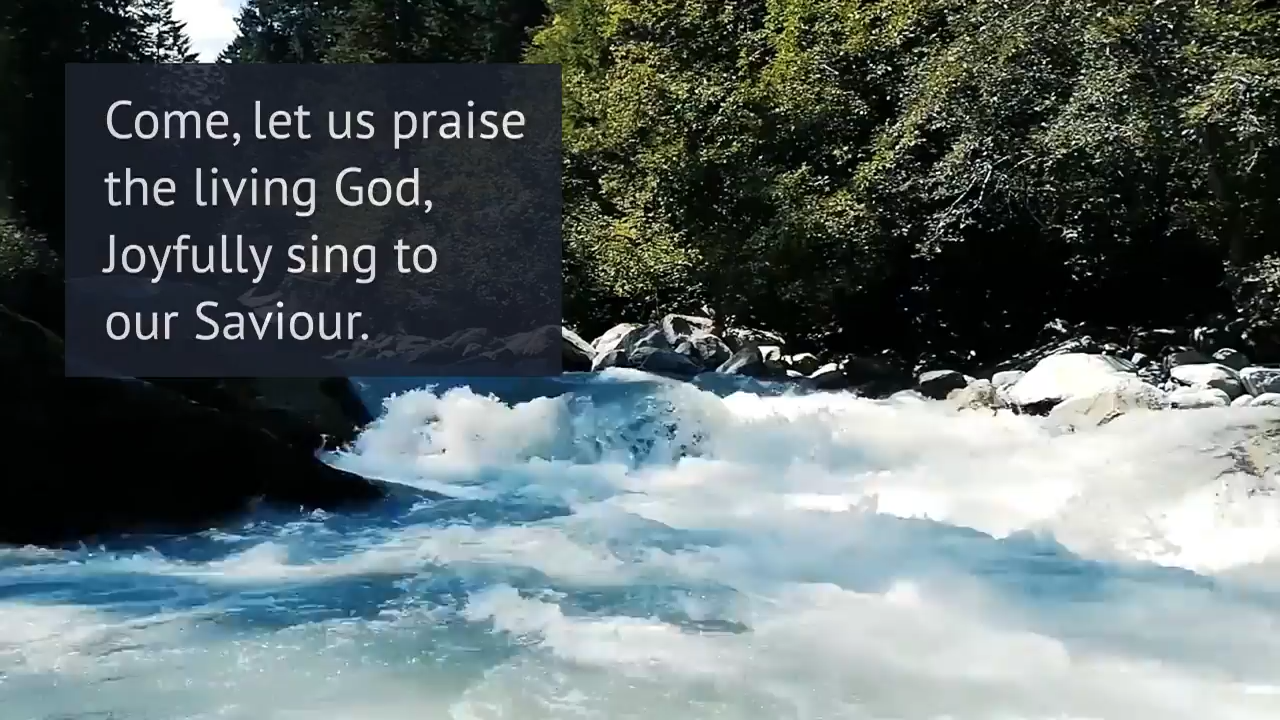 Come, let us praise
the living God,
Joyfully sing to
our Saviour.